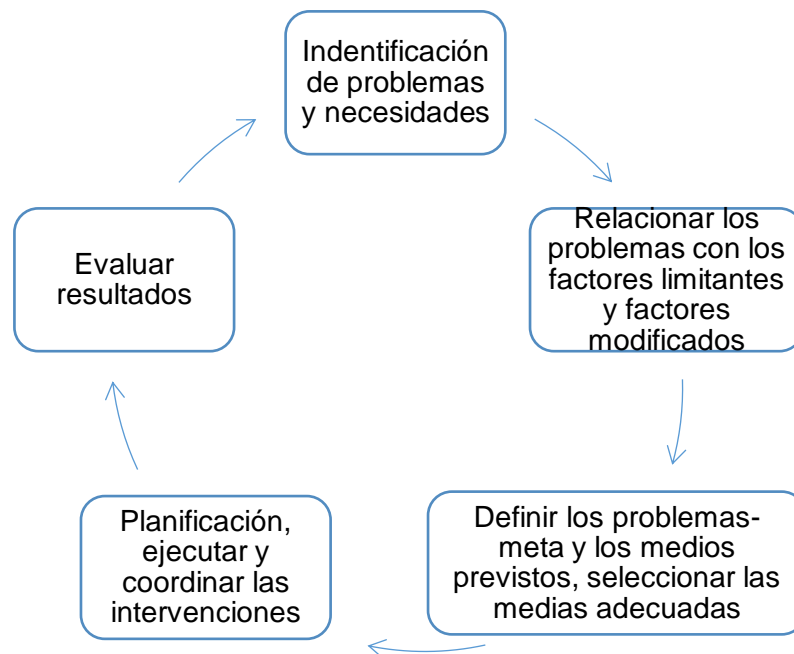 Indentificación
de problemas
y necesidades
Relacionar los
problemas con los
factores limitantes
y factores
modificados
Definir los problemas-
meta y los medios
previstos, seleccionar las
medias adecuadas
Planificación,
ejecutar y
coordinar las
intervenciones
Evaluar
resultados